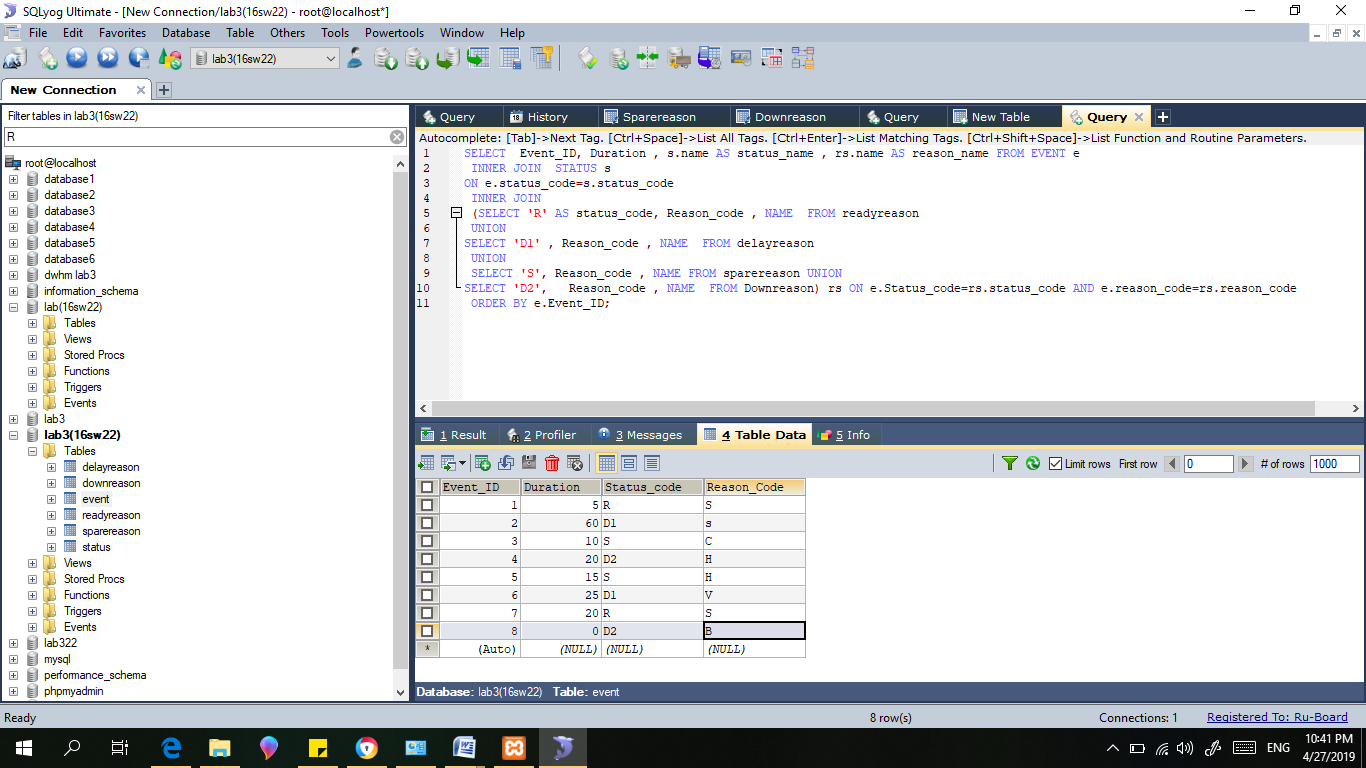 SQLyog Ultimate - [New Connection/lab3(16sw22) - root@localhost*]
File Edit Favorites Database Table Others Tools Powertools Window Help
lab3(16sw22)
New Connection
Filter tables in lab3(16sw22)
R
root@localhost
database1
database2
database3
database4
database5
database6
dwhm lab3
information_schema
lab(16sw22)
Tables
Views
Stored Procs
Functions
Triggers
Events
lab3
lab3(16sw22)
Tables
delayreason
downreason
event
readyreason
sparereason
status
Views
Stored Procs
Functions
Triggers
Events
lab322
mysql
performance_schema
phpmyadmin
Query History Sparereason Downreason Query New Table Query
Autocomplete: [Tab]->Next Tag. [Ctrl+Space]->List All Tags. [Ctrl+Enter]->List Matching Tags. [Ctrl+Shift+Space]->List Function and Routine Parameters.
1 SELECT Event_ID, Duration , s.name AS status_name , rs.name AS reason_name FROM EVENT e
2 INNER JOIN STATUS s
3 ON e.status_code=s.status_code
4 INNER JOIN
5 (SELECT 'R' AS status_code, Reason_code , NAME FROM readyreason
6 UNION
7 SELECT 'D1' , Reason_code , NAME FROM delayreason
8 UNION
9 SELECT 'S', Reason_code , NAME FROM sparereason UNION
10 SELECT 'D2', Reason_code , NAME FROM Downreason) rs ON e.Status_code=rs.status_code AND e.reason_code=rs.reason_code
11 ORDER BY e.Event_ID;
1 Result 2 Profiler 3 Messages 4 Table Data 5 Info
Limit rows First row 0 # of rows 1000
Event_ID Duration Status_code Reason_Code
1 5 R S
2 60 D1 s
3 10 S C
4 20 D2 H
5 15 S H
6 25 D1 V
7 20 R S
8 0 D2 B
* (Auto) (NULL) (NULL) (NULL)
Database: lab3(16sw22) Table: event
Ready 8 row(s) Connections: 1 Registered To: Ru-Board
ENG
10:41 PM
4/27/2019